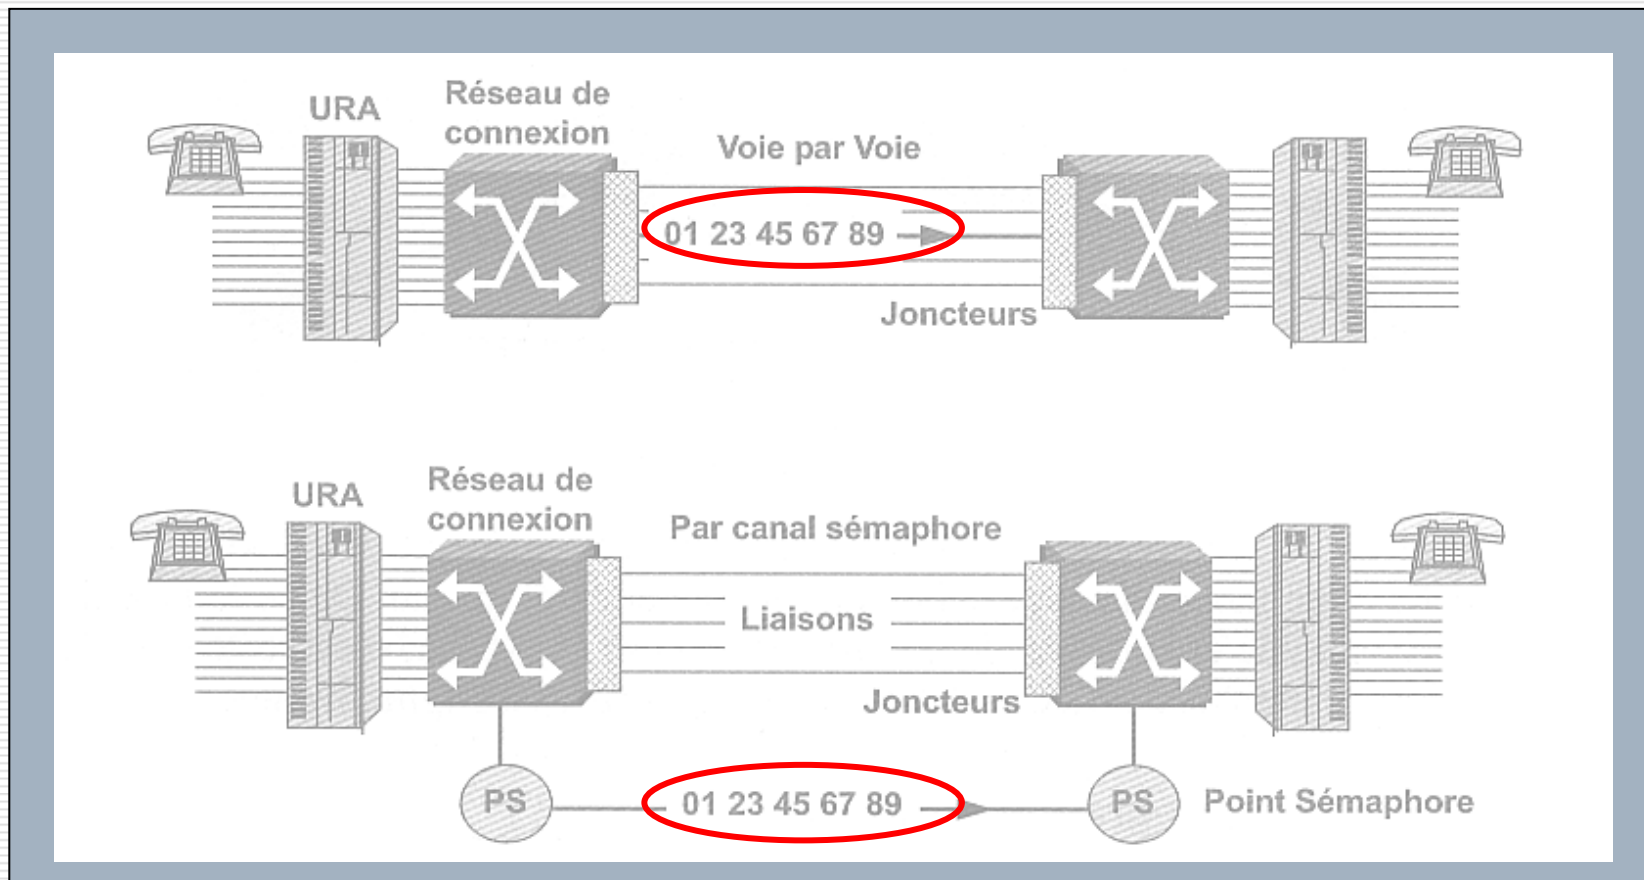 URA
Réseau de
connexion
Voie par Voie
01 23 45 67 89
Joncteurs
URA
Réseau de
connexion
Par canal sémaphore
Liaisons
Joncteurs
PS
01 23 45 67 89
PS
Point Sémaphore